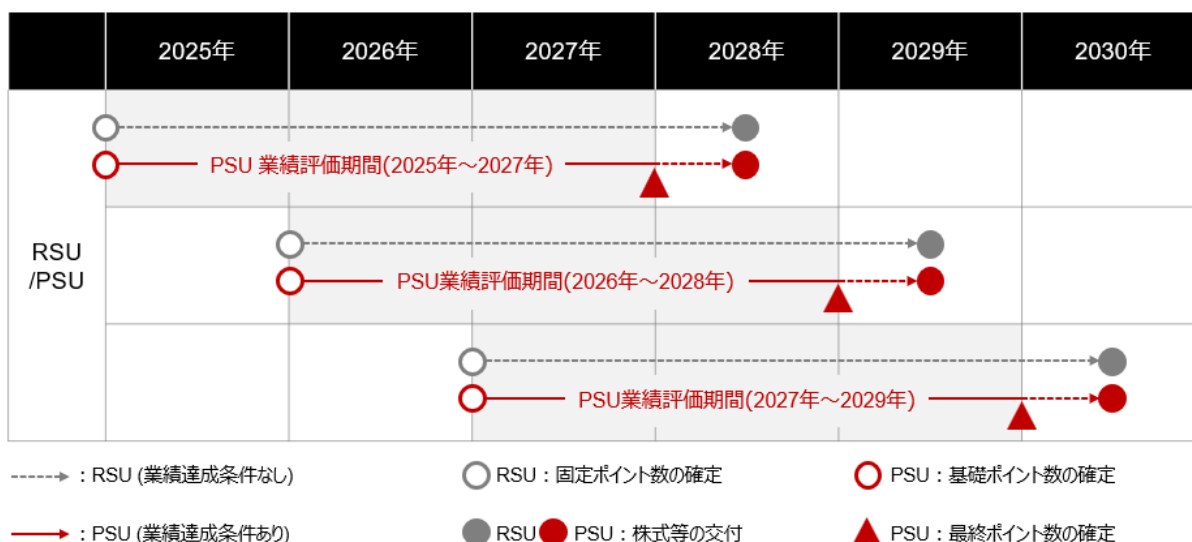 2025年 2026年 2027年 2028年 2029年 2030年
RSU
/PSU
PSU 業績評価期間(2025年～2027年)
PSU業績評価期間(2026年～2028年)
PSU業績評価期間(2027年～2029年)
：RSU (業績達成条件なし) RSU：固定ポイント数の確定 PSU：基礎ポイント数の確定
：PSU (業績達成条件あり) RSU PSU：株式等の交付 PSU：最終ポイント数の確定